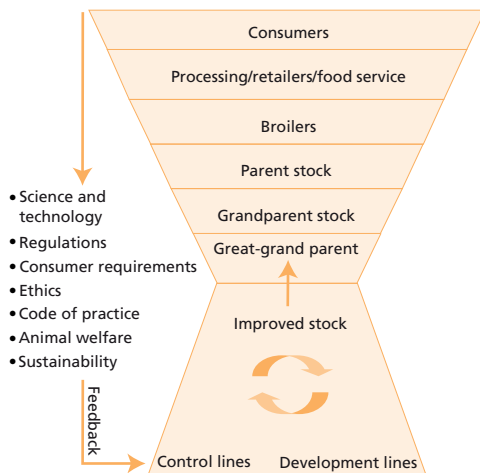 Consumers
Processing/retailers/food service
Broilers
Parent stock
Grandparent stock
Great-grand parent
Improved stock
Control lines
Development lines
• Science and
technology
• Regulations
• Consumer requirements
• Ethics
• Code of practice
• Animal welfare
• Sustainability
Feedback